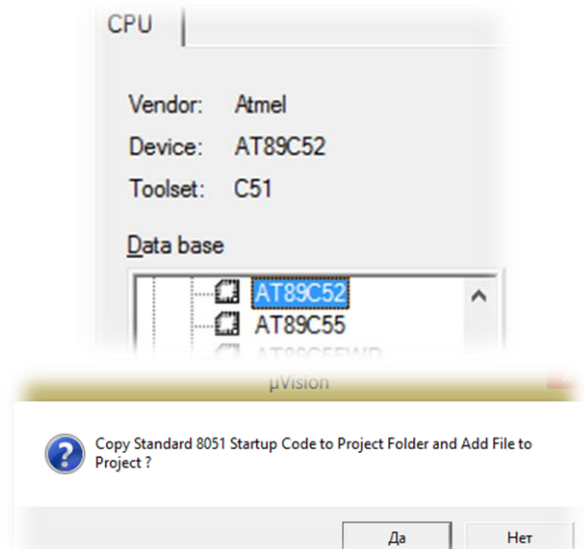 CPU
Vendor: Atmel
Device: AT89C52
Toolset: C51
Data base
AT89C52
AT89C55
AT89C55WD
µVision
Copy Standard 8051 Startup Code to Project Folder and Add File to
Project ?
Да Нет